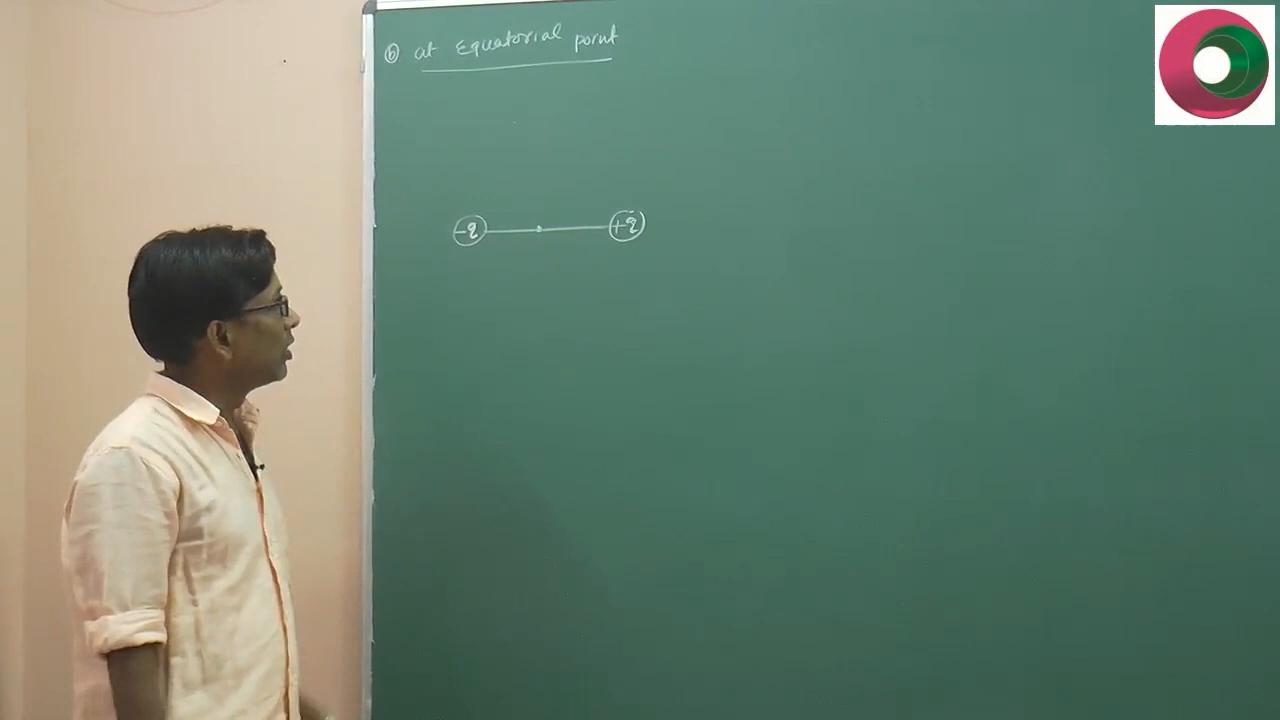 ⓑ at Equatorial point
-q +q